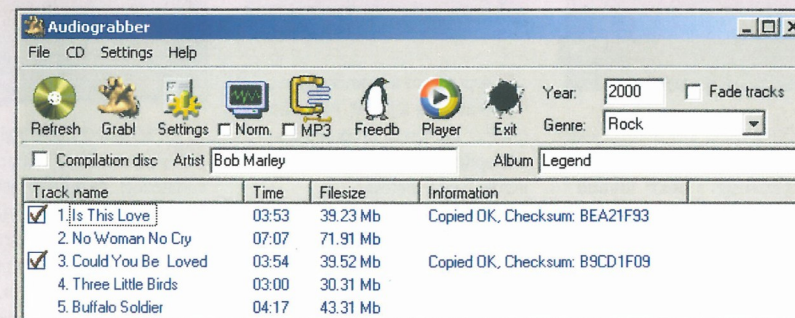 Audiograbber
File CD Settings Help
Year: 2000 Fade tracks
Refresh Grab! Settings Norm. MP3 Freedb Player Exit Genre: Rock
Compilation disc Artist Bob Marley Album Legend
Track name Time Filesize Information
1. Is This Love 03:53 39.23 Mb Copied OK, Checksum: BEA21F93
2. No Woman No Cry 07:07 71.91 Mb
3. Could You Be Loved 03:54 39.52 Mb Copied OK, Checksum: B9CD1F09
4. Three Little Birds 03:00 30.31 Mb
5. Buffalo Soldier 04:17 43.31 Mb